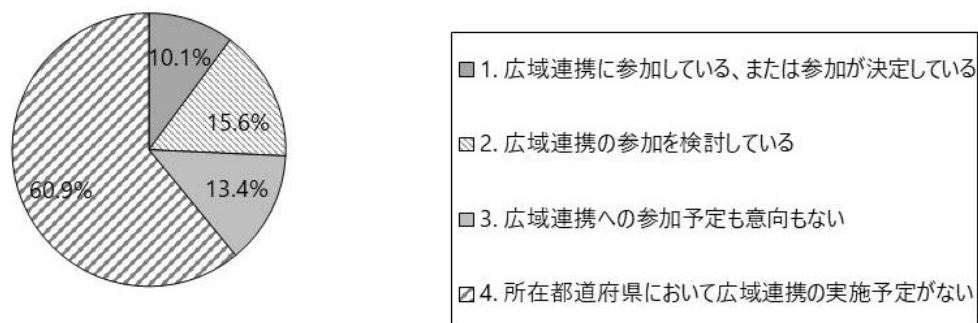 10.1%
15.6%
13.4%
60.9%
1. 広域連携に参加している、または参加が決定している
2. 広域連携の参加を検討している
3. 広域連携への参加予定も意向もない
4. 所在都道府県において広域連携の実施予定がない